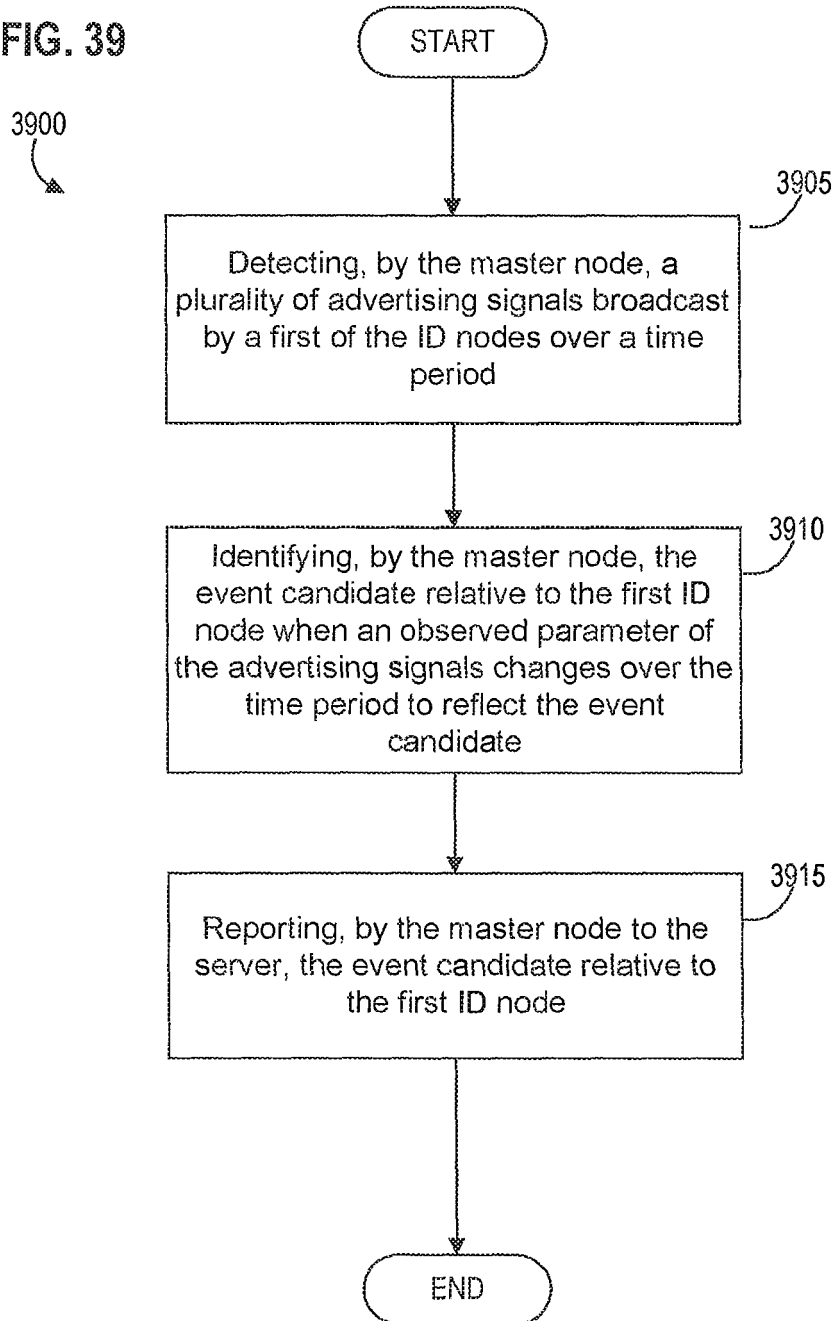 FIG. 39
START
3900
3905
Detecting, by the master node, a
plurality of advertising signals broadcast
by a first of the ID nodes over a time
period
3910
Identifying, by the master node, the
event candidate relative to the first ID
node when an observed parameter of
the advertising signals changes over the
time period to reflect the event
candidate
3915
Reporting, by the master node to the
server, the event candidate relative to
the first ID node
END